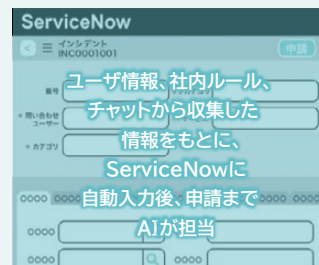 ServiceNow
インシデント
INC0001001
申請
番号
ユーザ情報、社内ルール、
チャットから収集した
* 問い合わせ
ユーザー
情報をもとに、
* カテゴリ
ServiceNowに
自動入力後、申請まで
AIが担当
oooo
oooo
oooo
oooo
oooo
oooo
oooo